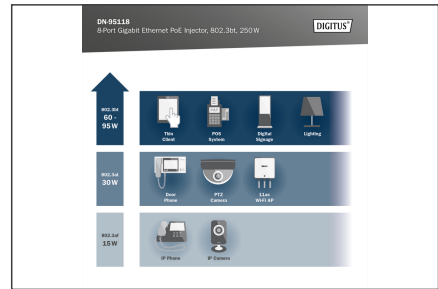 DN-95118
8-Port Gigabit Ethernet PoE Injector, 802.3bt, 250 W
DIGITUS®
802.3bt
60 -
95 W
Thin
Client
POS
System
Digital
Signage
Lighting
802.3at
30 W
Door
Phone
PTZ
Camera
11ac
Wi-Fi AP
802.3af
15 W
IP Phone
IP Camera